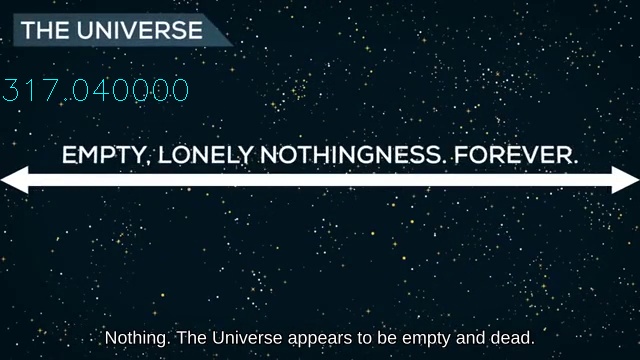 THE UNIVERSE
317.040000
EMPTY, LONELY NOTHINGNESS. FOREVER.
Nothing. The Universe appears to be empty and dead.